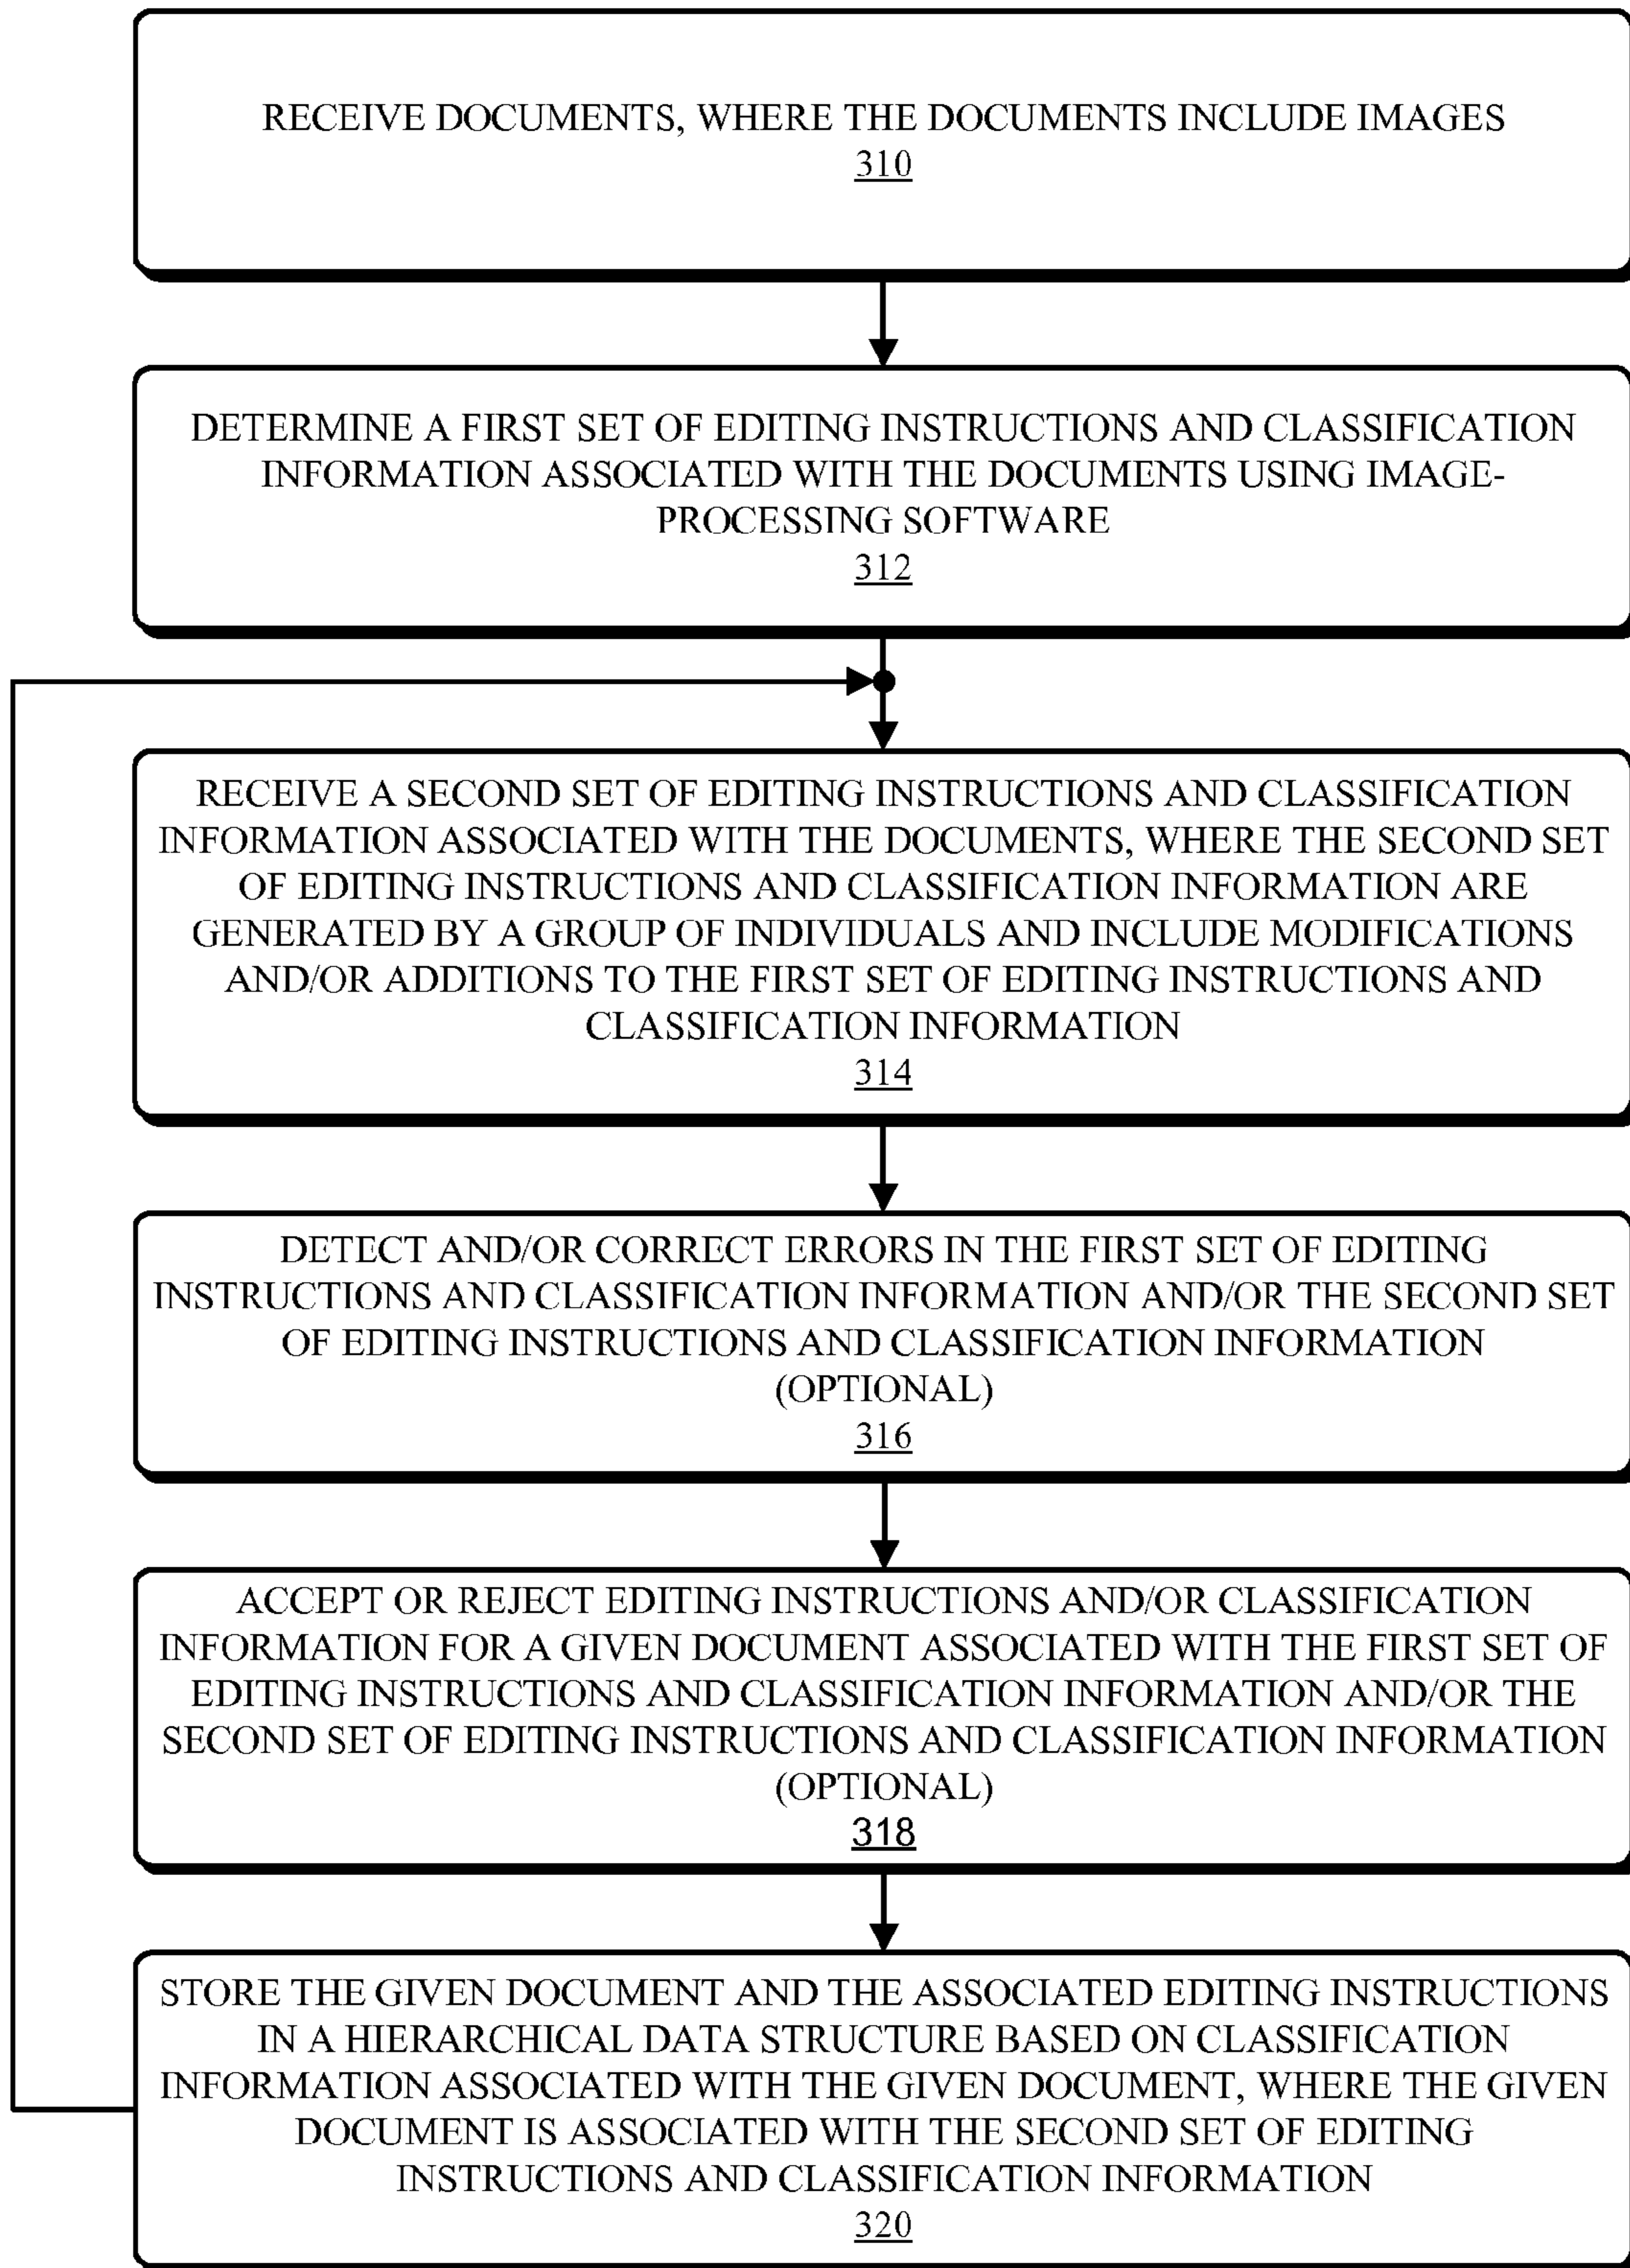 RECEIVE DOCUMENTS, WHERE THE DOCUMENTS INCLUDE IMAGES
310
DETERMINE A FIRST SET OF EDITING INSTRUCTIONS AND CLASSIFICATION
INFORMATION ASSOCIATED WITH THE DOCUMENTS USING IMAGE-
PROCESSING SOFTWARE
312
RECEIVE A SECOND SET OF EDITING INSTRUCTIONS AND CLASSIFICATION
INFORMATION ASSOCIATED WITH THE DOCUMENTS, WHERE THE SECOND SET
OF EDITING INSTRUCTIONS AND CLASSIFICATION INFORMATION ARE
GENERATED BY A GROUP OF INDIVIDUALS AND INCLUDE MODIFICATIONS
AND/OR ADDITIONS TO THE FIRST SET OF EDITING INSTRUCTIONS AND
CLASSIFICATION INFORMATION
314
DETECT AND/OR CORRECT ERRORS IN THE FIRST SET OF EDITING
INSTRUCTIONS AND CLASSIFICATION INFORMATION AND/OR THE SECOND SET
OF EDITING INSTRUCTIONS AND CLASSIFICATION INFORMATION
(OPTIONAL)
316
ACCEPT OR REJECT EDITING INSTRUCTIONS AND/OR CLASSIFICATION
INFORMATION FOR A GIVEN DOCUMENT ASSOCIATED WITH THE FIRST SET OF
EDITING INSTRUCTIONS AND CLASSIFICATION INFORMATION AND/OR THE
SECOND SET OF EDITING INSTRUCTIONS AND CLASSIFICATION INFORMATION
(OPTIONAL)
318
STORE THE GIVEN DOCUMENT AND THE ASSOCIATED EDITING INSTRUCTIONS
IN A HIERARCHICAL DATA STRUCTURE BASED ON CLASSIFICATION
INFORMATION ASSOCIATED WITH THE GIVEN DOCUMENT, WHERE THE GIVEN
DOCUMENT IS ASSOCIATED WITH THE SECOND SET OF EDITING
INSTRUCTIONS AND CLASSIFICATION INFORMATION
320